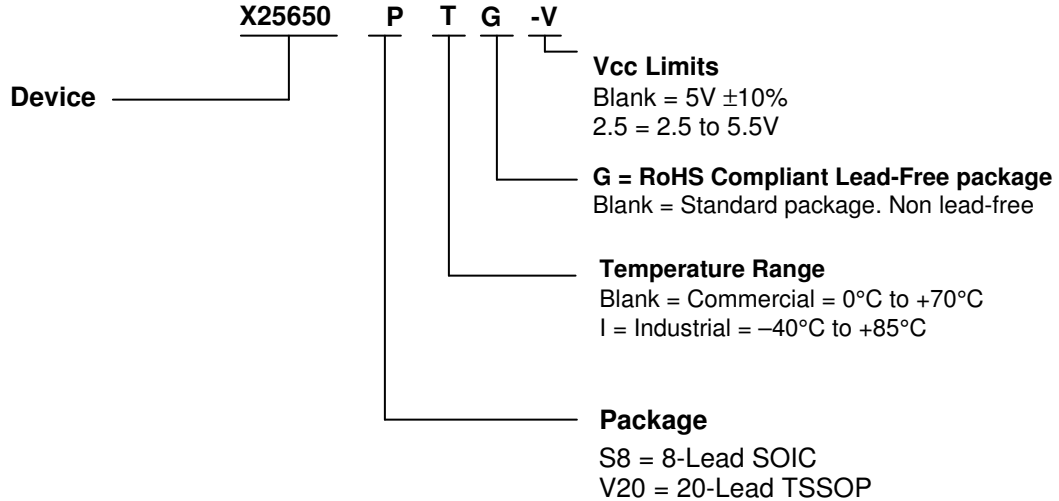 X25650 P T G -V
Device
Vcc Limits
Blank = 5V ±10%
2.5 = 2.5 to 5.5V
G = RoHS Compliant Lead-Free package
Blank = Standard package. Non lead-free
Temperature Range
Blank = Commercial = 0°C to +70°C
I = Industrial = –40°C to +85°C
Package
S8 = 8-Lead SOIC
V20 = 20-Lead TSSOP